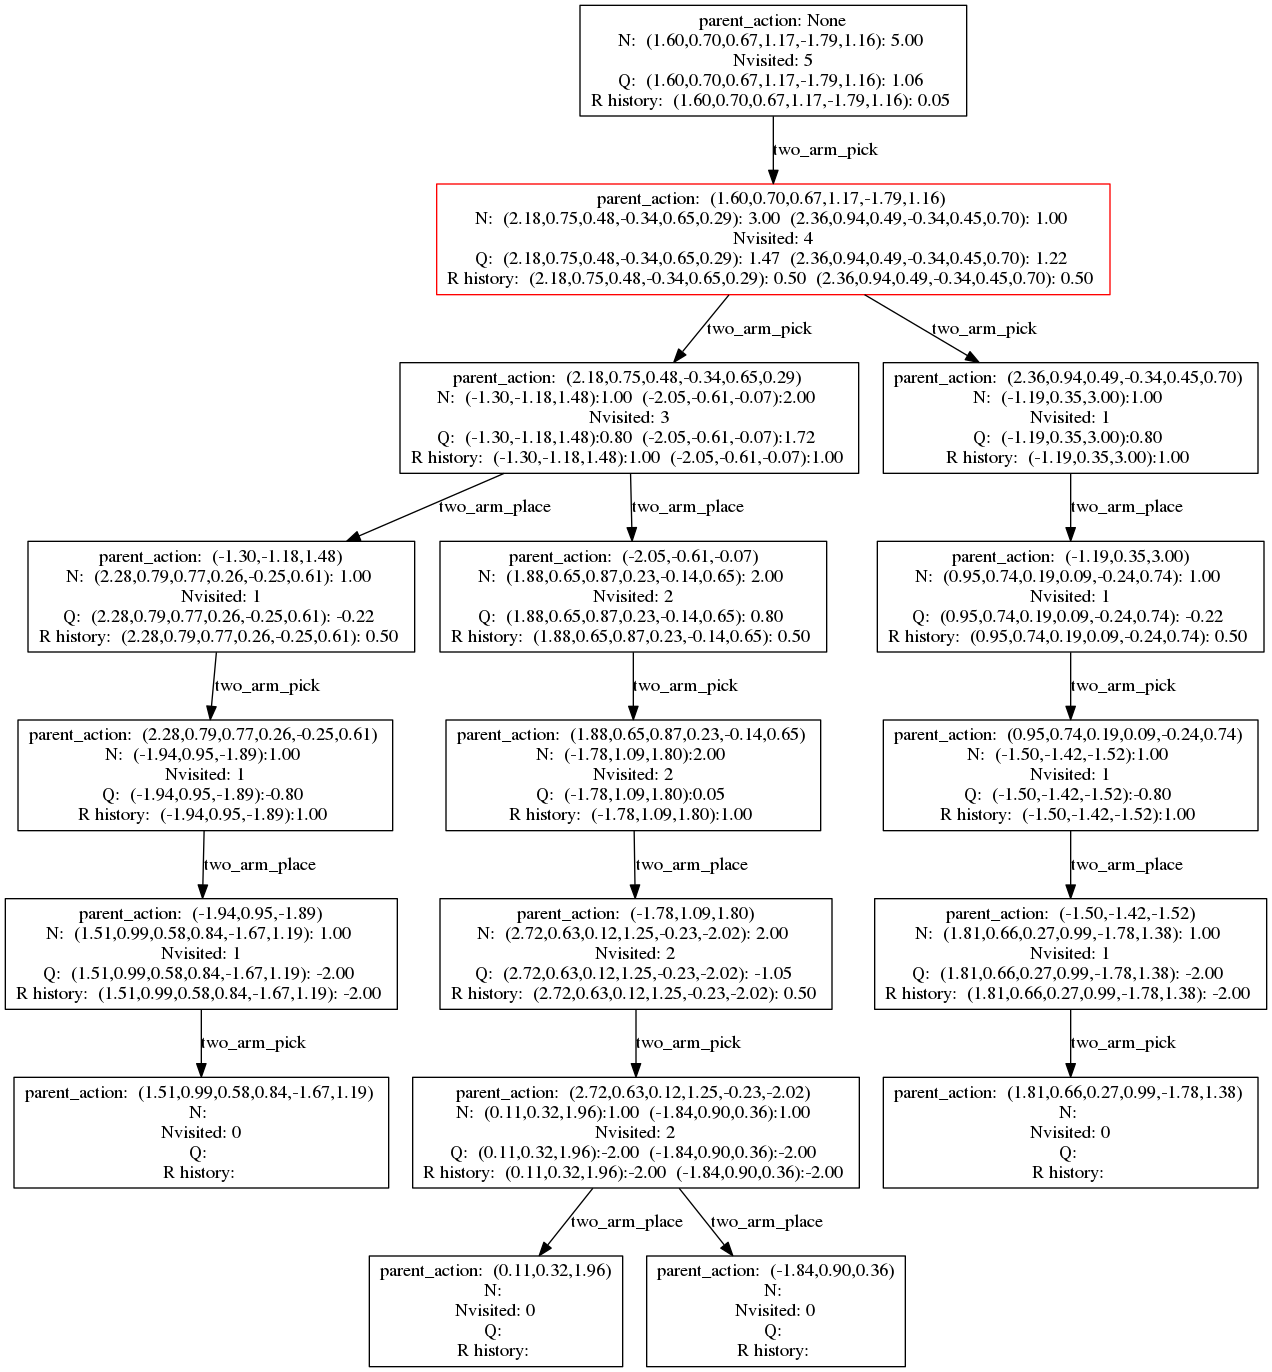 parent_action: None
N: (1.60,0.70,0.67,1.17,-1.79,1.16): 5.00
Nvisited: 5
Q: (1.60,0.70,0.67,1.17,-1.79,1.16): 1.06
R history: (1.60,0.70,0.67,1.17,-1.79,1.16): 0.05
two_arm_pick
parent_action: (1.60,0.70,0.67,1.17,-1.79,1.16)
N: (2.18,0.75,0.48,-0.34,0.65,0.29): 3.00 (2.36,0.94,0.49,-0.34,0.45,0.70): 1.00
Nvisited: 4
Q: (2.18,0.75,0.48,-0.34,0.65,0.29): 1.47 (2.36,0.94,0.49,-0.34,0.45,0.70): 1.22
R history: (2.18,0.75,0.48,-0.34,0.65,0.29): 0.50 (2.36,0.94,0.49,-0.34,0.45,0.70): 0.50
two_arm_pick
two_arm_pick
parent_action: (2.18,0.75,0.48,-0.34,0.65,0.29)
N: (-1.30,-1.18,1.48):1.00 (-2.05,-0.61,-0.07):2.00
Nvisited: 3
Q: (-1.30,-1.18,1.48):0.80 (-2.05,-0.61,-0.07):1.72
R history: (-1.30,-1.18,1.48):1.00 (-2.05,-0.61,-0.07):1.00
parent_action: (2.36,0.94,0.49,-0.34,0.45,0.70)
N: (-1.19,0.35,3.00):1.00
Nvisited: 1
Q: (-1.19,0.35,3.00):0.80
R history: (-1.19,0.35,3.00):1.00
two_arm_place
two_arm_place
two_arm_place
parent_action: (-1.30,-1.18,1.48)
N: (2.28,0.79,0.77,0.26,-0.25,0.61): 1.00
Nvisited: 1
Q: (2.28,0.79,0.77,0.26,-0.25,0.61): -0.22
R history: (2.28,0.79,0.77,0.26,-0.25,0.61): 0.50
parent_action: (-2.05,-0.61,-0.07)
N: (1.88,0.65,0.87,0.23,-0.14,0.65): 2.00
Nvisited: 2
Q: (1.88,0.65,0.87,0.23,-0.14,0.65): 0.80
R history: (1.88,0.65,0.87,0.23,-0.14,0.65): 0.50
parent_action: (-1.19,0.35,3.00)
N: (0.95,0.74,0.19,0.09,-0.24,0.74): 1.00
Nvisited: 1
Q: (0.95,0.74,0.19,0.09,-0.24,0.74): -0.22
R history: (0.95,0.74,0.19,0.09,-0.24,0.74): 0.50
two_arm_pick
two_arm_pick
two_arm_pick
parent_action: (2.28,0.79,0.77,0.26,-0.25,0.61)
N: (-1.94,0.95,-1.89):1.00
Nvisited: 1
Q: (-1.94,0.95,-1.89):-0.80
R history: (-1.94,0.95,-1.89):1.00
parent_action: (1.88,0.65,0.87,0.23,-0.14,0.65)
N: (-1.78,1.09,1.80):2.00
Nvisited: 2
Q: (-1.78,1.09,1.80):0.05
R history: (-1.78,1.09,1.80):1.00
parent_action: (0.95,0.74,0.19,0.09,-0.24,0.74)
N: (-1.50,-1.42,-1.52):1.00
Nvisited: 1
Q: (-1.50,-1.42,-1.52):-0.80
R history: (-1.50,-1.42,-1.52):1.00
two_arm_place
two_arm_place
two_arm_place
parent_action: (-1.94,0.95,-1.89)
N: (1.51,0.99,0.58,0.84,-1.67,1.19): 1.00
Nvisited: 1
Q: (1.51,0.99,0.58,0.84,-1.67,1.19): -2.00
R history: (1.51,0.99,0.58,0.84,-1.67,1.19): -2.00
parent_action: (-1.78,1.09,1.80)
N: (2.72,0.63,0.12,1.25,-0.23,-2.02): 2.00
Nvisited: 2
Q: (2.72,0.63,0.12,1.25,-0.23,-2.02): -1.05
R history: (2.72,0.63,0.12,1.25,-0.23,-2.02): 0.50
parent_action: (-1.50,-1.42,-1.52)
N: (1.81,0.66,0.27,0.99,-1.78,1.38): 1.00
Nvisited: 1
Q: (1.81,0.66,0.27,0.99,-1.78,1.38): -2.00
R history: (1.81,0.66,0.27,0.99,-1.78,1.38): -2.00
two_arm_pick
two_arm_pick
two_arm_pick
parent_action: (1.51,0.99,0.58,0.84,-1.67,1.19)
N:
Nvisited: 0
Q:
R history:
parent_action: (2.72,0.63,0.12,1.25,-0.23,-2.02)
N: (0.11,0.32,1.96):1.00 (-1.84,0.90,0.36):1.00
Nvisited: 2
Q: (0.11,0.32,1.96):-2.00 (-1.84,0.90,0.36):-2.00
R history: (0.11,0.32,1.96):-2.00 (-1.84,0.90,0.36):-2.00
parent_action: (1.81,0.66,0.27,0.99,-1.78,1.38)
N:
Nvisited: 0
Q:
R history:
two_arm_place
two_arm_place
parent_action: (0.11,0.32,1.96)
N:
Nvisited: 0
Q:
R history:
parent_action: (-1.84,0.90,0.36)
N:
Nvisited: 0
Q:
R history: